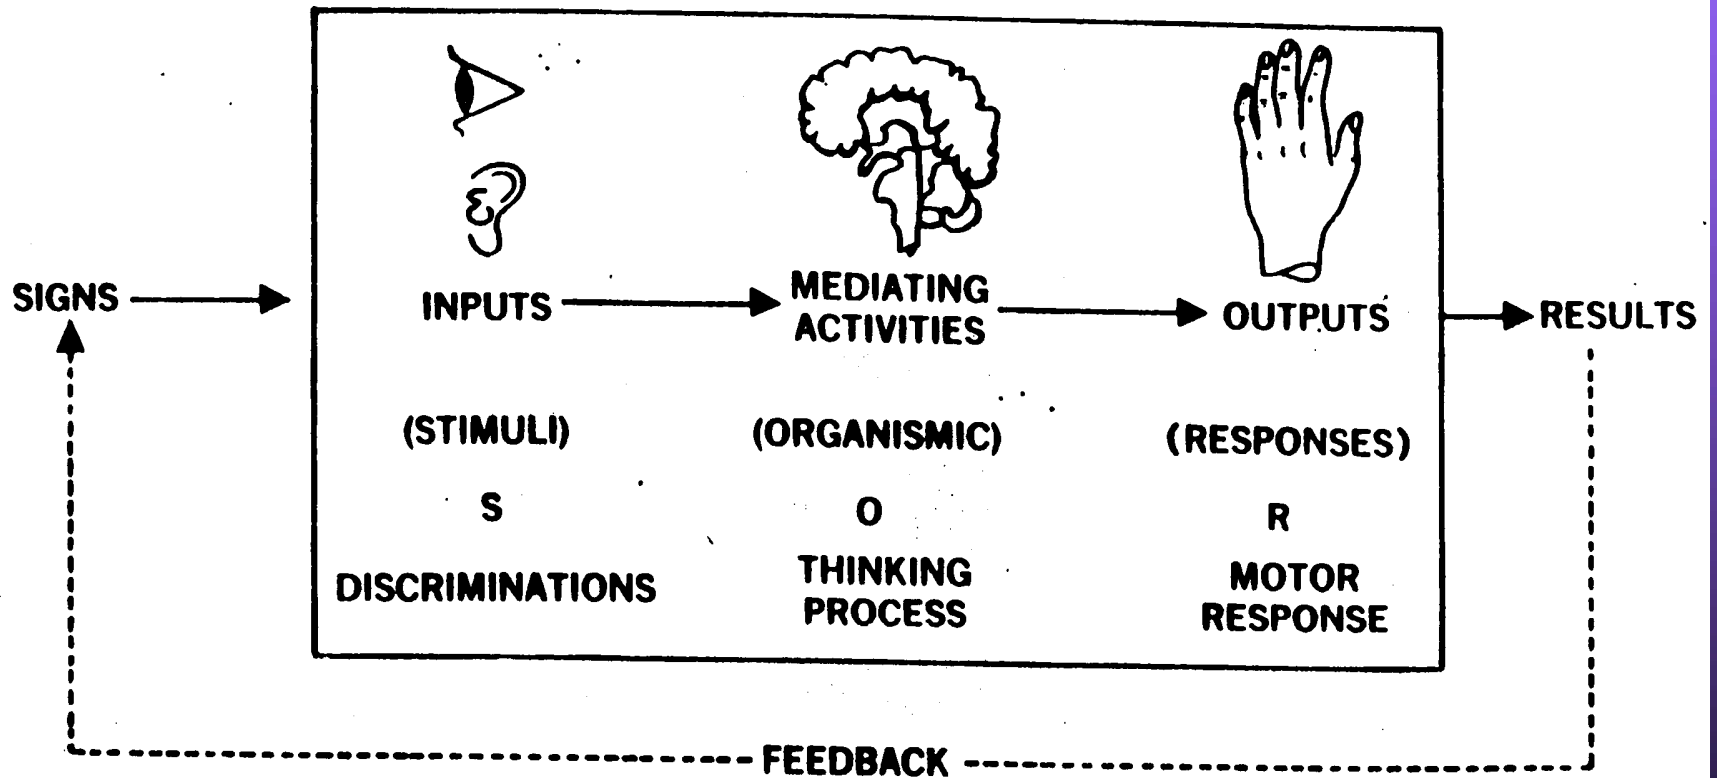 SIGNS
INPUTS
MEDIATING
ACTIVITIES
OUTPUTS
RESULTS
(STIMULI)
(ORGANISMIC)
(RESPONSES)
S
O
R
DISCRIMINATIONS
THINKING
PROCESS
MOTOR
RESPONSE
FEEDBACK